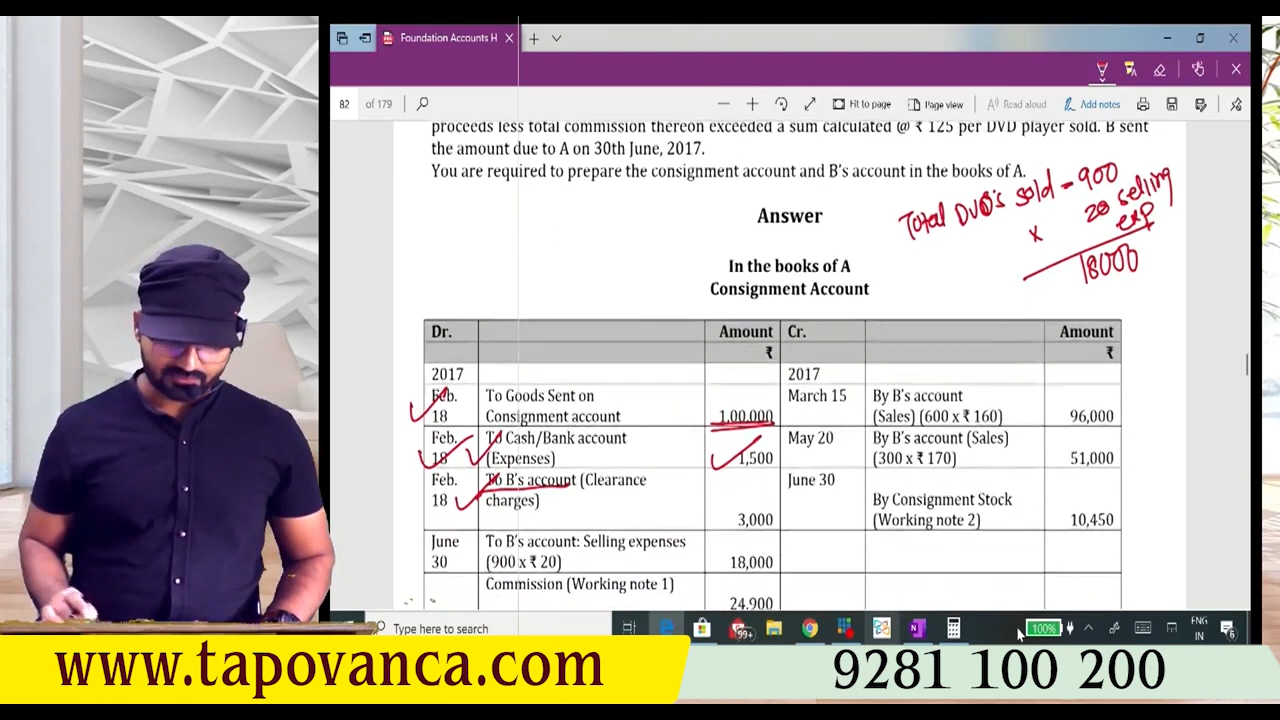 Foundation Accounts H
82 of 179
Fit to page
Page view
Read aloud
Add notes
proceeds less total commission thereon exceeded a sum calculated @ ₹ 125 per DVD player sold. B sent
the amount due to A on 30th June, 2017.
You are required to prepare the consignment account and B's account in the books of A.
Total DVD's sold - 900
x 20 selling
exp
18000
Answer
In the books of A
Consignment Account
Dr. Amount Cr. Amount
₹ ₹
2017 2017
Feb. To Goods Sent on March 15 By B's account
18 Consignment account 1,00,000 (Sales) (600 x ₹ 160) 96,000
Feb. To Cash/Bank account May 20 By B's account (Sales)
18 (Expenses) 1,500 (300 x ₹ 170) 51,000
Feb. To B's account (Clearance June 30
18 charges) By Consignment Stock
3,000 (Working note 2) 10,450
June To B's account: Selling expenses
30 (900 x ₹ 20) 18,000
Commission (Working note 1)
24,900
Type here to search
99+
100%
ENG
IN
6
www.tapovanca.com
9281 100 200